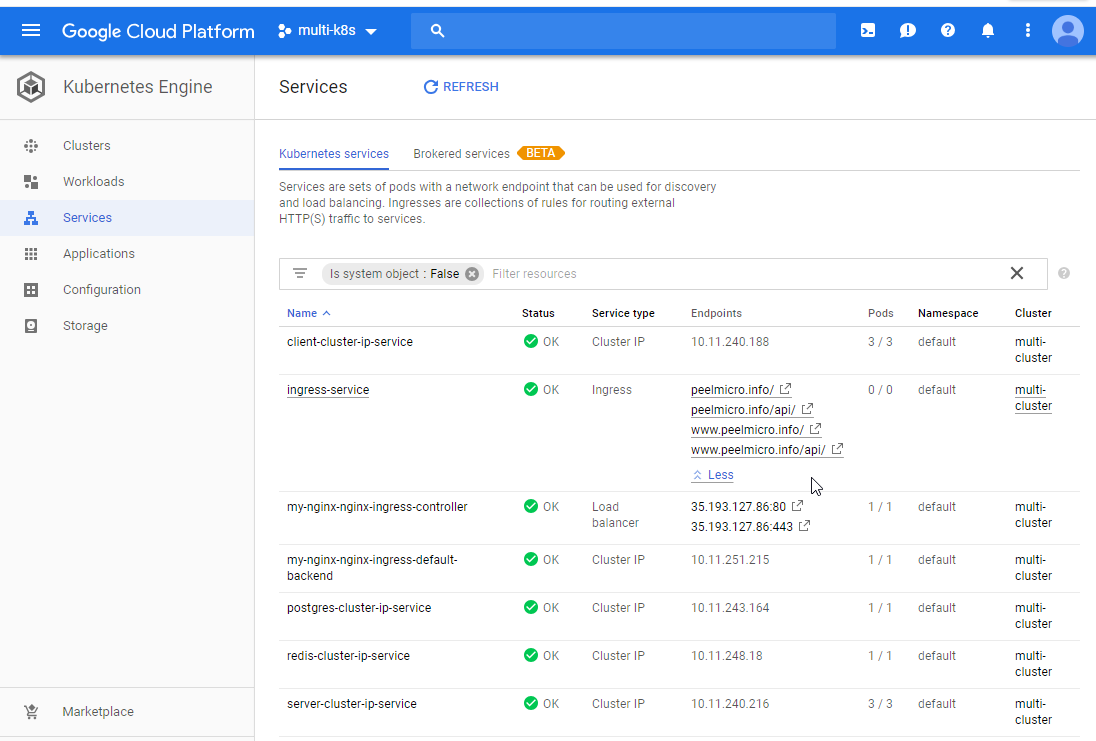 Google Cloud Platform
multi-k8s
Kubernetes Engine
Services
REFRESH
Clusters
Workloads
Services
Applications
Configuration
Storage
Marketplace
Kubernetes services
Brokered services
BETA
Services are sets of pods with a network endpoint that can be used for discovery
and load balancing. Ingresses are collections of rules for routing external
HTTP(S) traffic to services.
Is system object : False
Filter resources
Name Status Service type Endpoints Pods Namespace Cluster
client-cluster-ip-service OK Cluster IP 10.11.240.188 3 / 3 default multi-
cluster
ingress-service OK Ingress peelmicro.info/ 0 / 0 default multi-
peelmicro.info/api/ cluster
www.peelmicro.info/
www.peelmicro.info/api/
Less
my-nginx-nginx-ingress-controller OK Load 35.193.127.86:80 1 / 1 default multi-
balancer 35.193.127.86:443 cluster
my-nginx-nginx-ingress-default- OK Cluster IP 10.11.251.215 1 / 1 default multi-
backend cluster
postgres-cluster-ip-service OK Cluster IP 10.11.243.164 1 / 1 default multi-
cluster
redis-cluster-ip-service OK Cluster IP 10.11.248.18 1 / 1 default multi-
cluster
server-cluster-ip-service OK Cluster IP 10.11.240.216 3 / 3 default multi-
cluster